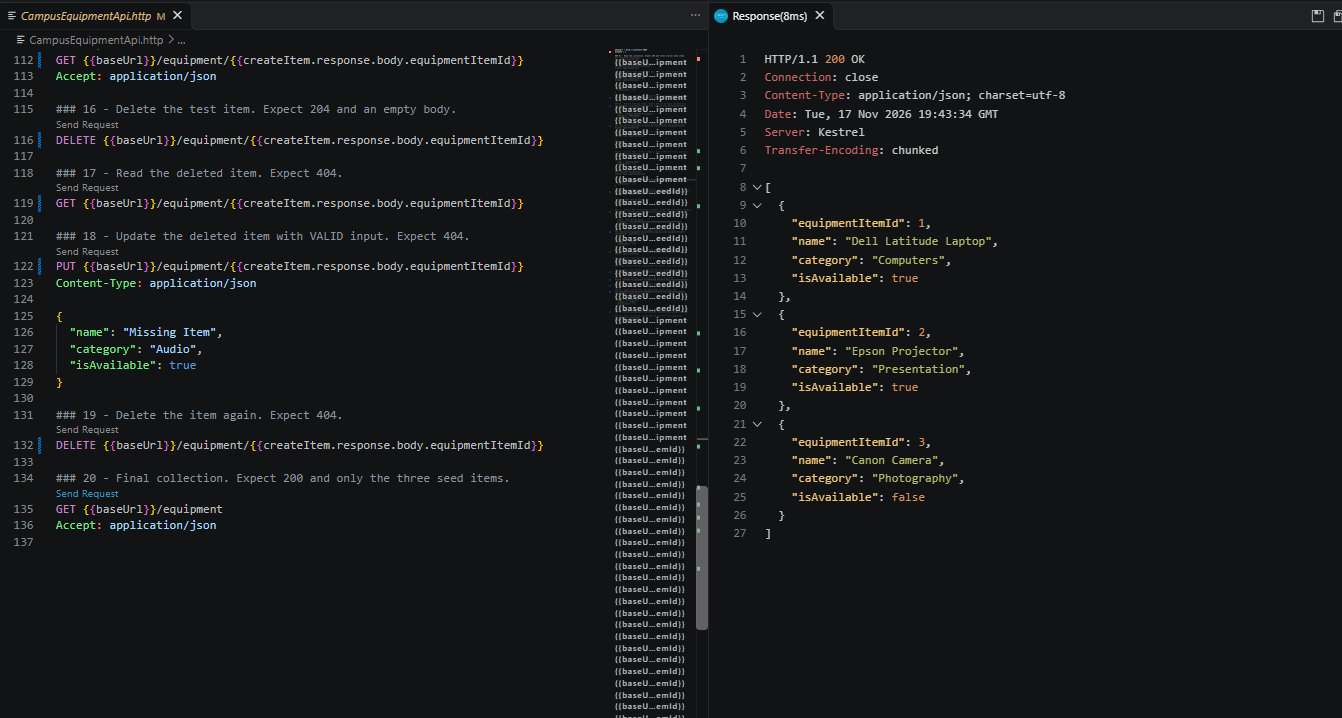 CampusEquipmentApi.http M
CampusEquipmentApi.http > ...
112 GET {{baseUrl}}/equipment/{{createItem.response.body.equipmentItemId}}
113 Accept: application/json
114
115 ### 16 - Delete the test item. Expect 204 and an empty body.
Send Request
116 DELETE {{baseUrl}}/equipment/{{createItem.response.body.equipmentItemId}}
117
118 ### 17 - Read the deleted item. Expect 404.
Send Request
119 GET {{baseUrl}}/equipment/{{createItem.response.body.equipmentItemId}}
120
121 ### 18 - Update the deleted item with VALID input. Expect 404.
Send Request
122 PUT {{baseUrl}}/equipment/{{createItem.response.body.equipmentItemId}}
123 Content-Type: application/json
124
125 {
126 "name": "Missing Item",
127 "category": "Audio",
128 "isAvailable": true
129 }
130
131 ### 19 - Delete the item again. Expect 404.
Send Request
132 DELETE {{baseUrl}}/equipment/{{createItem.response.body.equipmentItemId}}
133
134 ### 20 - Final collection. Expect 200 and only the three seed items.
Send Request
135 GET {{baseUrl}}/equipment
136 Accept: application/json
137
Response(8ms)
1 HTTP/1.1 200 OK
2 Connection: close
3 Content-Type: application/json; charset=utf-8
4 Date: Tue, 17 Nov 2026 19:43:34 GMT
5 Server: Kestrel
6 Transfer-Encoding: chunked
7
8 [
9 {
10 "equipmentItemId": 1,
11 "name": "Dell Latitude Laptop",
12 "category": "Computers",
13 "isAvailable": true
14 },
15 {
16 "equipmentItemId": 2,
17 "name": "Epson Projector",
18 "category": "Presentation",
19 "isAvailable": true
20 },
21 {
22 "equipmentItemId": 3,
23 "name": "Canon Camera",
24 "category": "Photography",
25 "isAvailable": false
26 }
27 ]